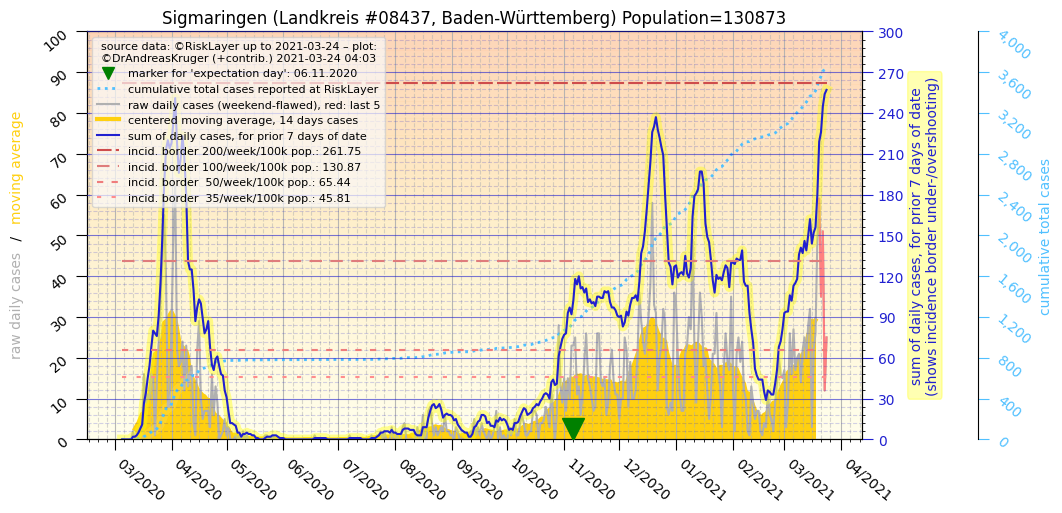 Sigmaringen (Landkreis #08437, Baden-Württemberg) Population=130873
source data: ©RiskLayer up to 2021-03-24 – plot:
©DrAndreasKruger (+contrib.) 2021-03-24 04:03
marker for 'expectation day': 06.11.2020
cumulative total cases reported at RiskLayer
raw daily cases (weekend-flawed), red: last 5
centered moving average, 14 days cases
sum of daily cases, for prior 7 days of date
incid. border 200/week/100k pop.: 261.75
incid. border 100/week/100k pop.: 130.87
incid. border  50/week/100k pop.: 65.44
incid. border  35/week/100k pop.: 45.81
raw daily cases  /  moving average
100
90
80
70
60
50
40
30
20
10
0
03/2020
04/2020
05/2020
06/2020
07/2020
08/2020
09/2020
10/2020
11/2020
12/2020
01/2021
02/2021
03/2021
04/2021
300
270
240
210
180
150
120
90
60
30
0
sum of daily cases, for prior 7 days of date
(shows incidence border under-/overshooting)
4,000
3,600
3,200
2,800
2,400
2,000
1,600
1,200
800
400
0
cumulative total cases